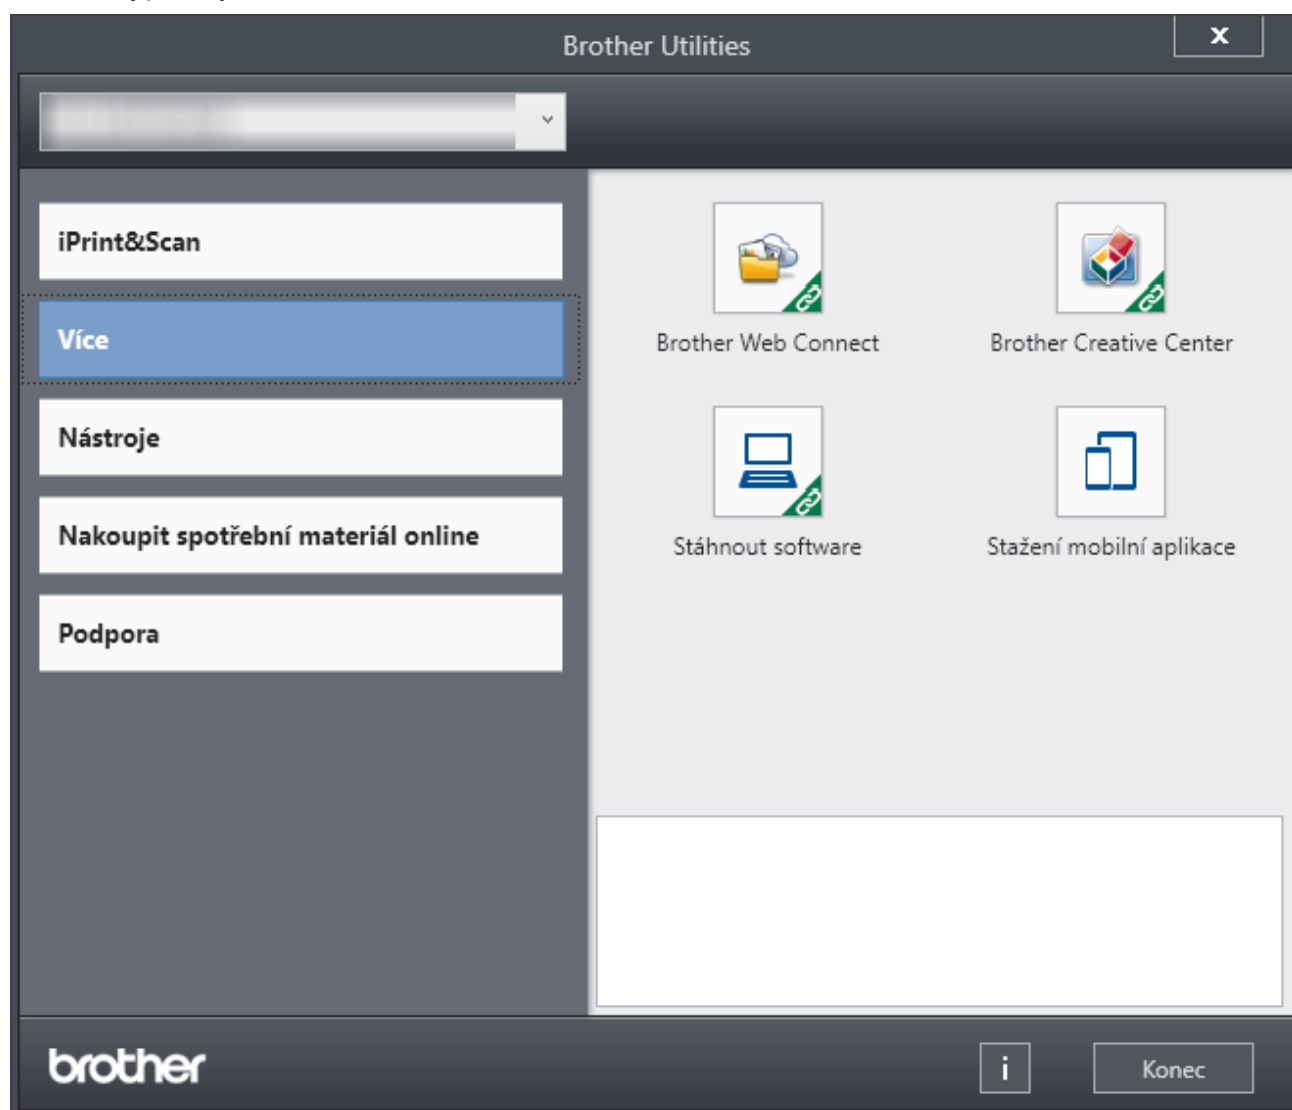 Brother Utilities
x
iPrint&Scan
Více
Nástroje
Nakoupit spotřební materiál online
Podpora
Brother Web Connect
Brother Creative Center
Stáhnout software
Stažení mobilní aplikace
brother
i
Konec